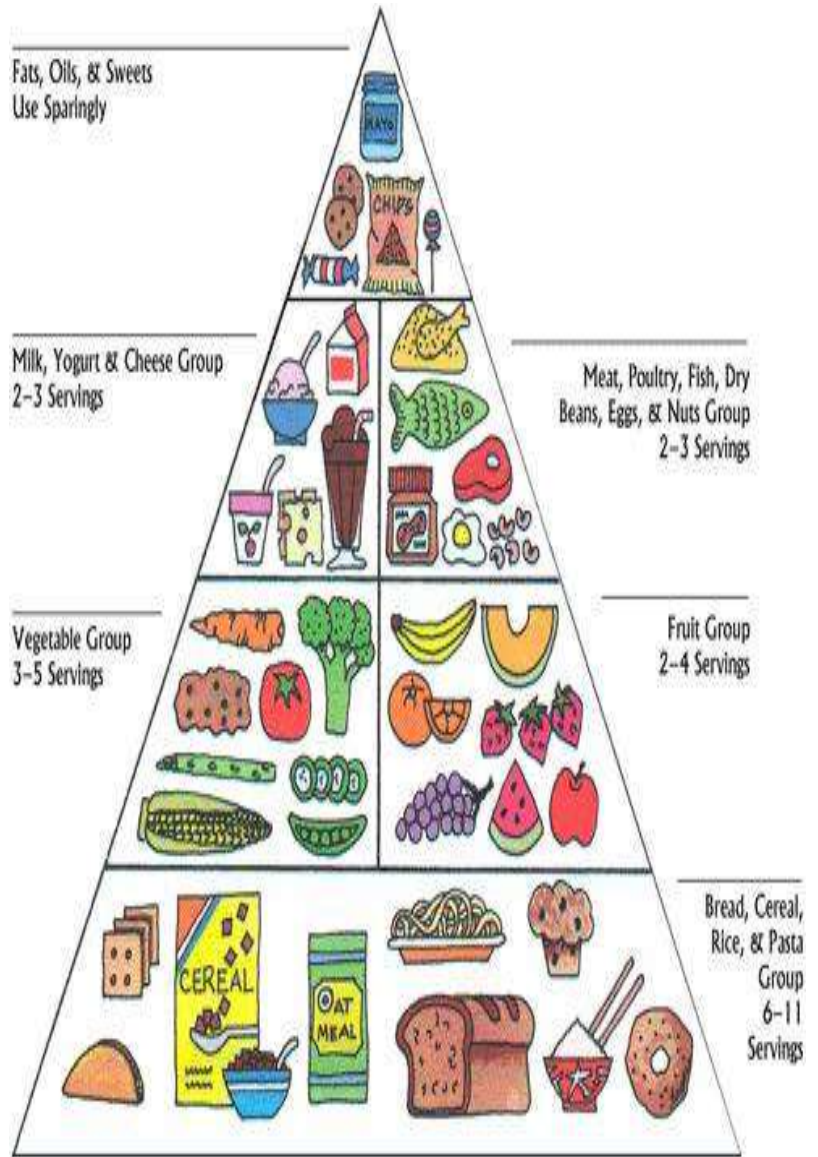 Fats, Oils, & Sweets
Use Sparingly
MAYO
CHIPS
Milk, Yogurt & Cheese Group
2–3 Servings
Meat, Poultry, Fish, Dry
Beans, Eggs, & Nuts Group
2–3 Servings
Vegetable Group
3–5 Servings
Fruit Group
2–4 Servings
Bread, Cereal,
Rice, & Pasta
Group
6–11
Servings
CEREAL
OAT
MEAL